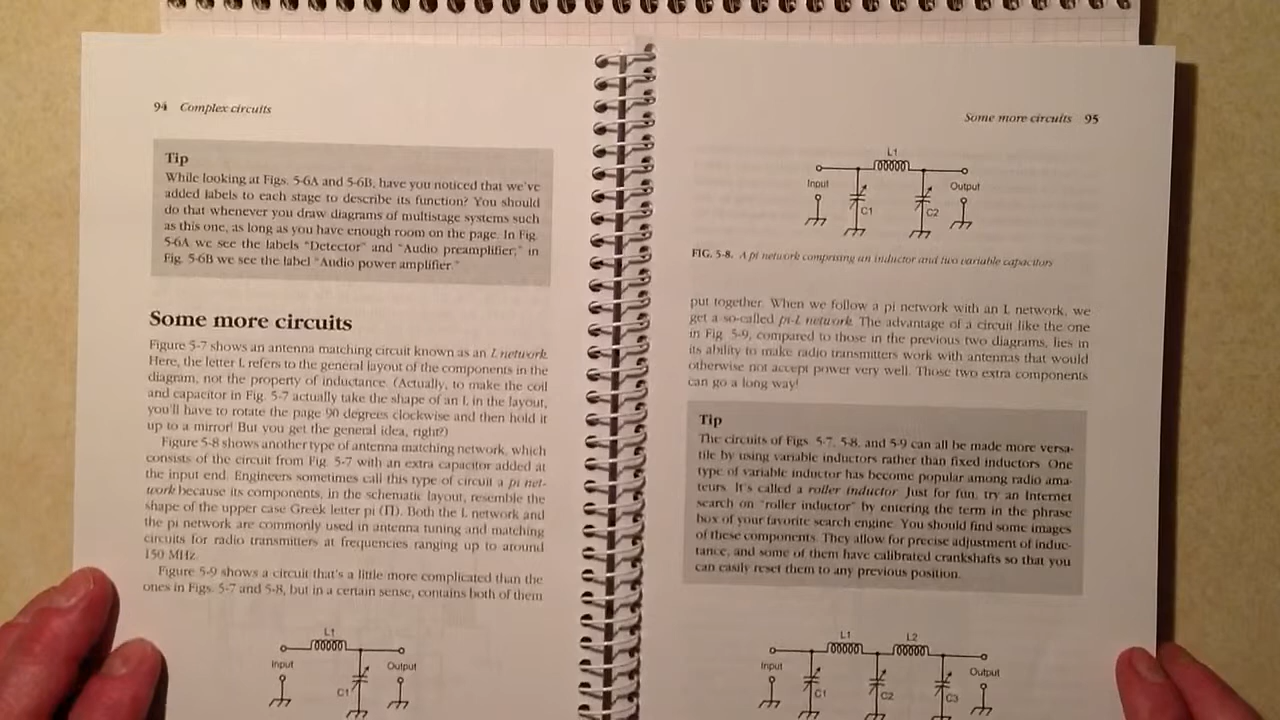 94 Complex circuits
Tip
While looking at Figs. 5-6A and 5-6B, have you noticed that we've
added labels to each stage to describe its function? You should
do that whenever you draw diagrams of multistage systems such
as this one, as long as you have enough room on the page. In Fig.
5-6A we see the labels "Detector" and "Audio preamplifier;" in
Fig. 5-6B we see the label "Audio power amplifier."
Some more circuits
Figure 5-7 shows an antenna matching circuit known as an L network.
Here, the letter L refers to the general layout of the components in the
diagram, not the property of inductance. (Actually, to make the coil
and capacitor in Fig. 5-7 actually take the shape of an L in the layout,
you'll have to rotate the page 90 degrees clockwise and then hold it
up to a mirror! But you get the general idea, right?)
Figure 5-8 shows another type of antenna matching network, which
consists of the circuit from Fig. 5-7 with an extra capacitor added at
the input end. Engineers sometimes call this type of circuit a pi net-
work because its components, in the schematic layout, resemble the
shape of the upper case Greek letter pi (Π). Both the L network and
the pi network are commonly used in antenna tuning and matching
circuits for radio transmitters at frequencies ranging up to around
150 MHz.
Figure 5-9 shows a circuit that's a little more complicated than the
ones in Figs. 5-7 and 5-8, but in a certain sense, contains both of them
L1
Input
Output
C1
Some more circuits 95
L1
Input
Output
C1
C2
FIG. 5-8. A pi network comprising an inductor and two variable capacitors
put together. When we follow a pi network with an L network, we
get a so-called pi-L network. The advantage of a circuit like the one
in Fig. 5-9, compared to those in the previous two diagrams, lies in
its ability to make radio transmitters work with antennas that would
otherwise not accept power very well. Those two extra components
can go a long way!
Tip
The circuits of Figs. 5-7, 5-8, and 5-9 can all be made more versa-
tile by using variable inductors rather than fixed inductors. One
type of variable inductor has become popular among radio ama-
teurs. It's called a roller inductor. Just for fun, try an Internet
search on "roller inductor" by entering the term in the phrase
box of your favorite search engine. You should find some images
of these components. They allow for precise adjustment of induc-
tance, and some of them have calibrated crankshafts so that you
can easily reset them to any previous position.
L1
L2
Input
Output
C1
C2
C3